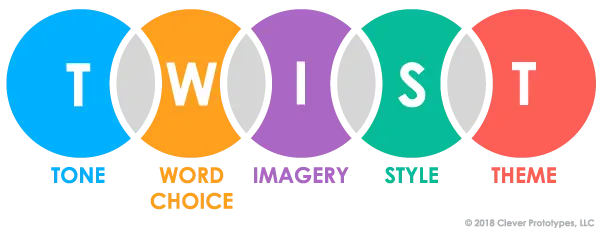 T W I S T
TONE WORD IMAGERY STYLE THEME
CHOICE
© 2018 Clever Prototypes, LLC